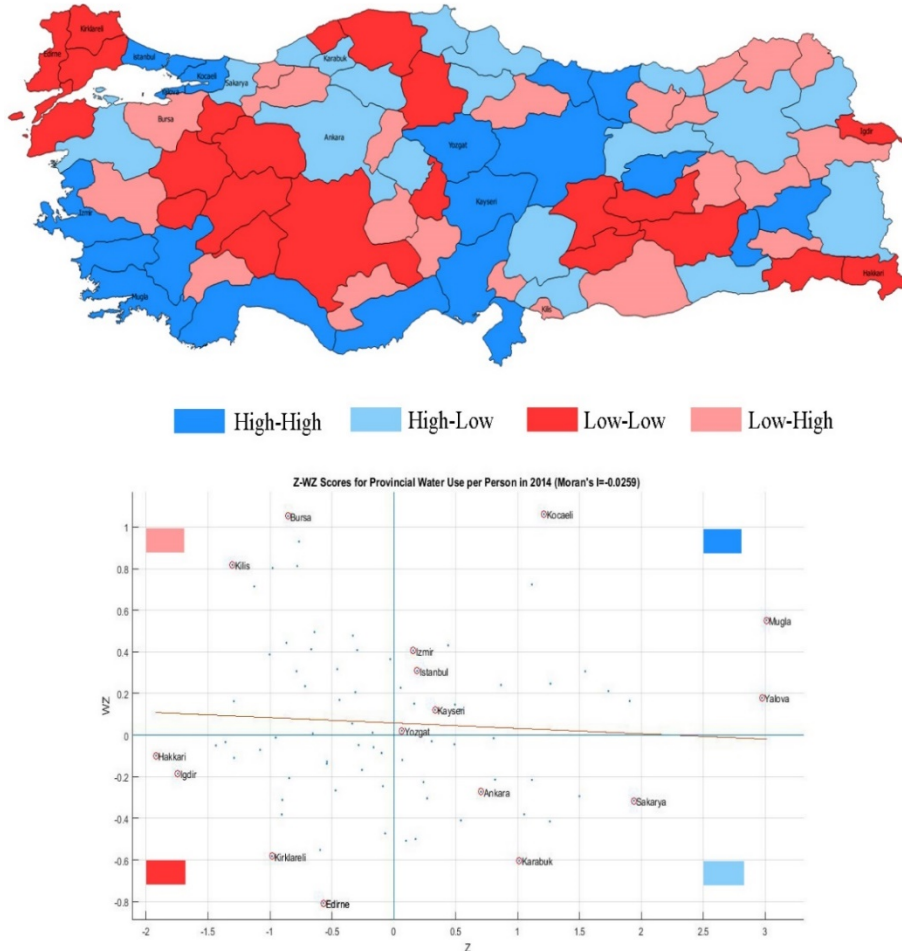 Kirklareli
Edirne
Istanbul
Kocaeli
Yalova
Sakarya
Karabuk
Bursa
Ankara
Yozgat
Igdir
Kayseri
Izmir
Hakkari
Mugla
Kilis
High-High
High-Low
Low-Low
Low-High
Z-WZ Scores for Provincial Water Use per Person in 2014 (Moran's I=-0.0259)
Bursa
Kocaeli
1
Kilis
0.8
Mugla
0.6
Izmir
0.4
Istanbul
Yalova
0.2
Kayseri
Yozgat
WZ
0
Hakkari
Igdir
-0.2
Ankara
Sakarya
-0.4
Kirklareli
Karabuk
-0.6
Edirne
-0.8
-2 -1.5 -1 -0.5 0 0.5 1 1.5 2 2.5 3
Z